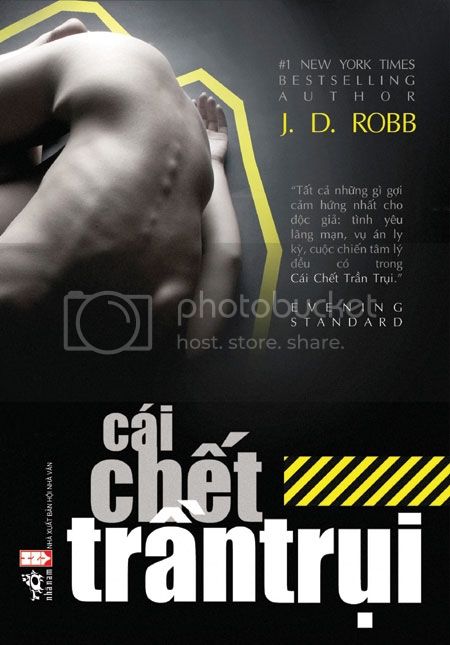 #1 NEW YORK TIMES
BESTSELLING
AUTHOR
J. D. ROBB
"Tất cả những gì gợi
cảm hứng nhất cho
độc giả: tình yêu
lãng mạn, vụ án ly
kỳ, cuộc chiến tâm lý
đều có trong
Cái Chết Trần Trụi."
EVENING
STANDARD
photobucket
host. store. share.
cái
chết
trầntrụi
NHÀ XUẤT BẢN HỘI NHÀ VĂN
nhã nam